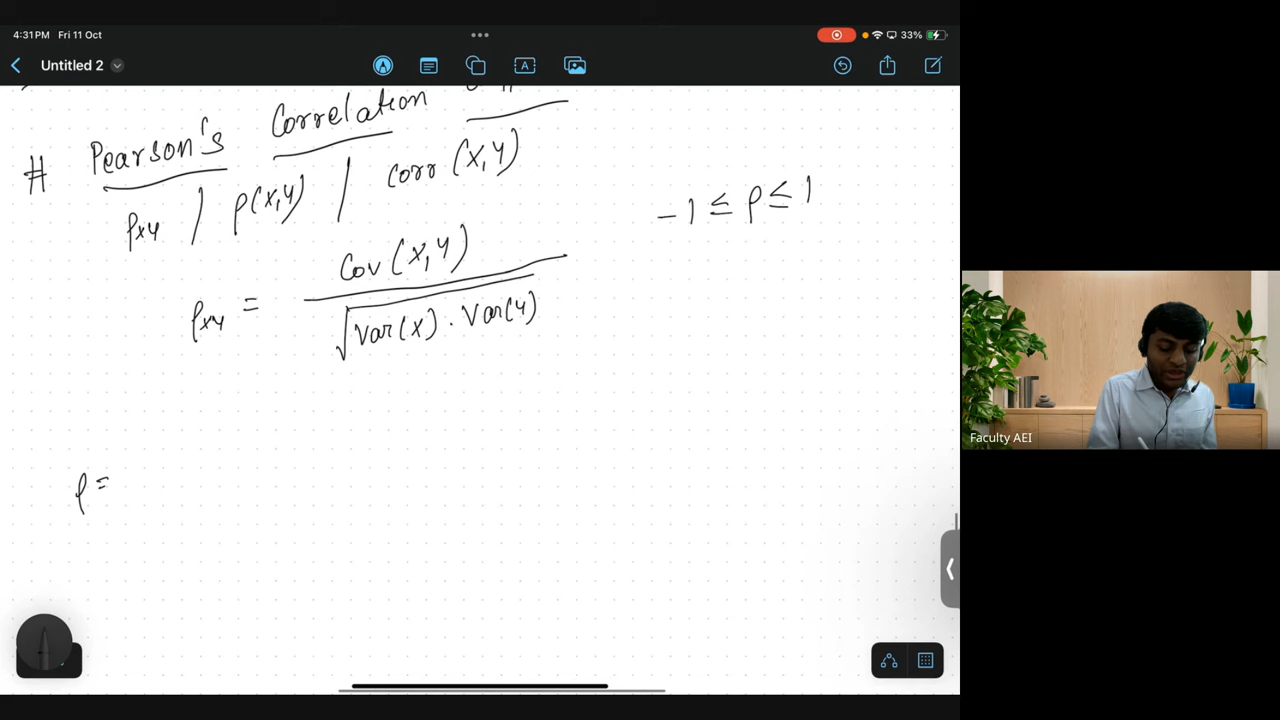 4:31 PM Fri 11 Oct
33%
Untitled 2
# Pearson's Correlation
ρxy / ρ(x,y) / Corr (x,y)
-1 ≤ ρ ≤ 1
ρxy = Cov (x,y)
√Var(x) . Var(y)
ρ =
Faculty AEI